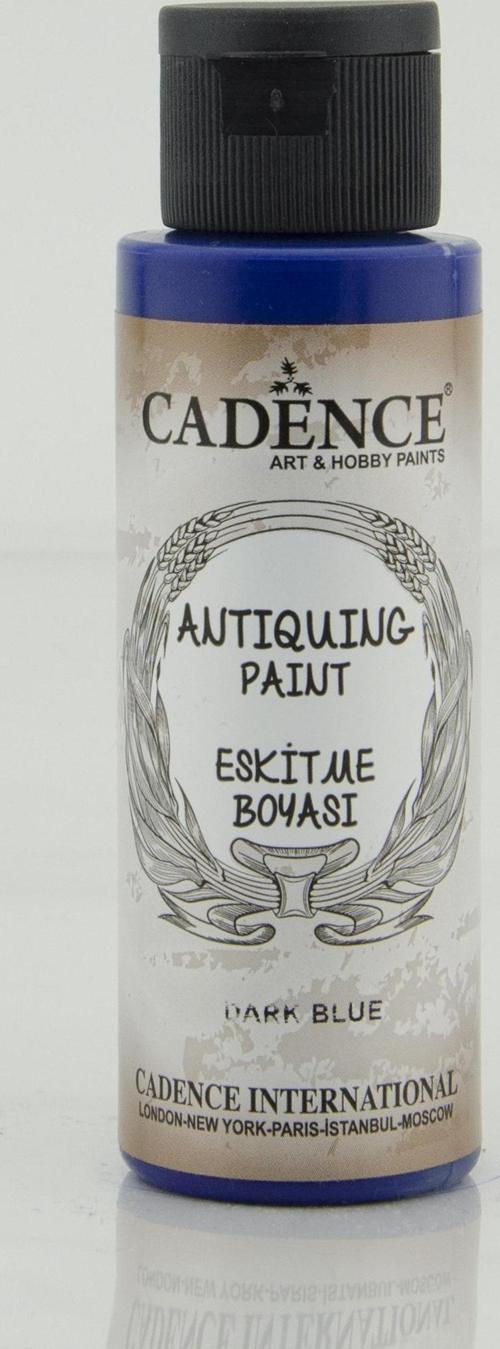 CADENCE®
ART & HOBBY PAINTS
ANTIQUING
PAINT
ESKİTME
BOYASI
DARK BLUE
CADENCE INTERNATIONAL
LONDON-NEW YORK-PARIS-İSTANBUL-MOSCOW